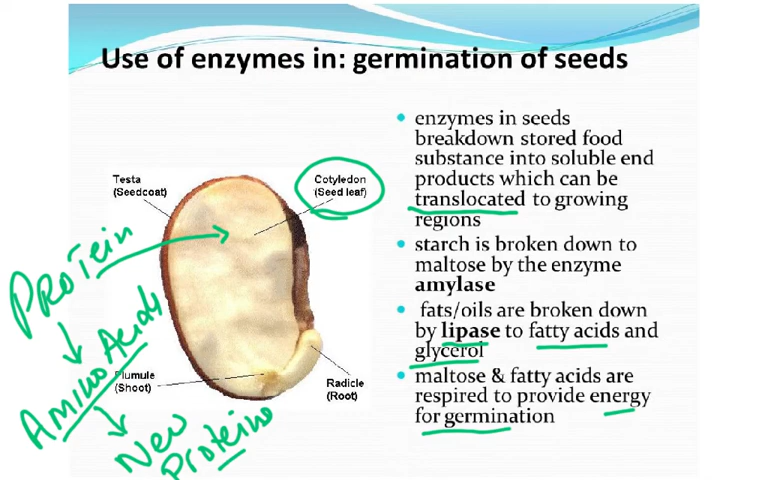 Use of enzymes in: germination of seeds
Testa
(Seedcoat)
Cotyledon
(Seed leaf)
Plumule
(Shoot)
Radicle
(Root)
PROTein
AMINO Acids
New
Proteins
• enzymes in seeds
breakdown stored food
substance into soluble end
products which can be
translocated to growing
regions
• starch is broken down to
maltose by the enzyme
amylase
• fats/oils are broken down
by lipase to fatty acids and
glycerol
• maltose & fatty acids are
respired to provide energy
for germination